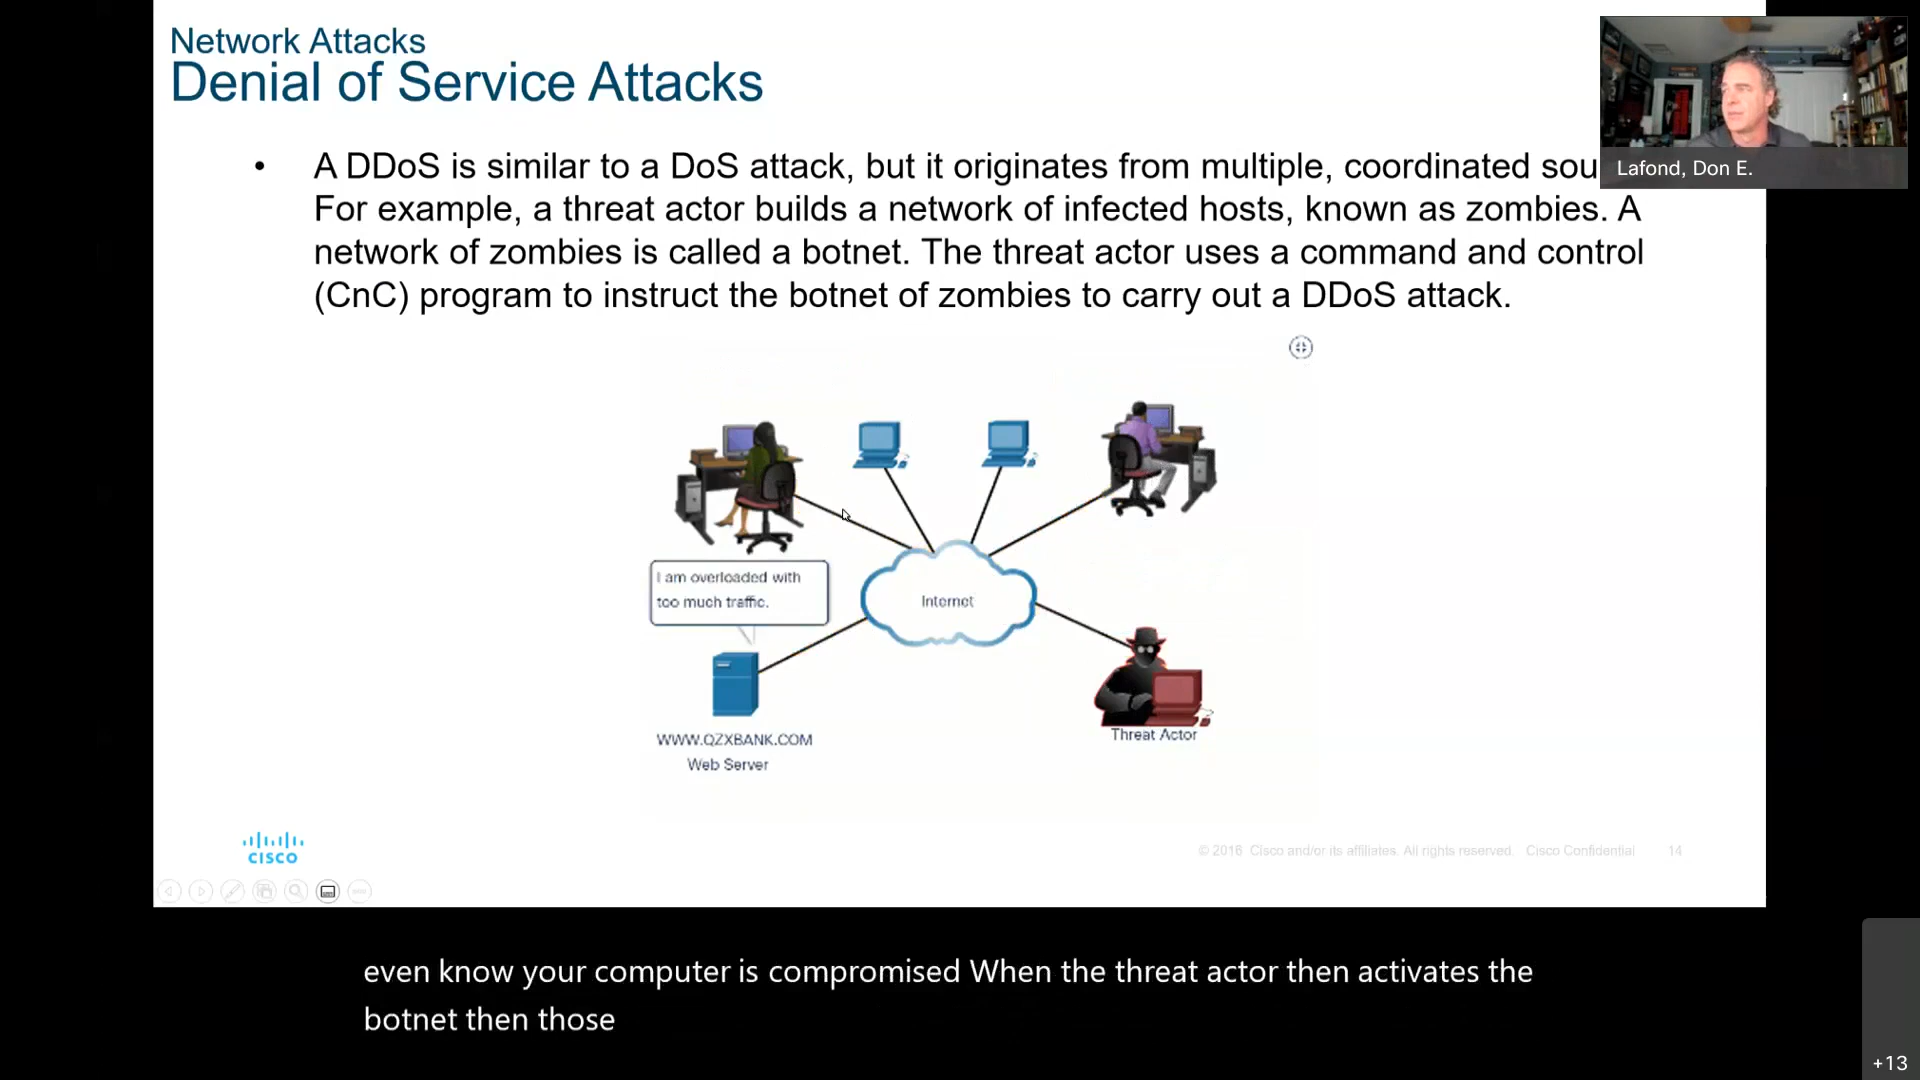 Network Attacks
Denial of Service Attacks
• A DDoS is similar to a DoS attack, but it originates from multiple, coordinated sou
For example, a threat actor builds a network of infected hosts, known as zombies. A
network of zombies is called a botnet. The threat actor uses a command and control
(CnC) program to instruct the botnet of zombies to carry out a DDoS attack.
Lafond, Don E.
I am overloaded with
too much traffic.
Internet
WWW.QZXBANK.COM
Web Server
Threat Actor
CISCO
© 2016 Cisco and/or its affiliates. All rights reserved. Cisco Confidential 14
even know your computer is compromised When the threat actor then activates the
botnet then those
+13